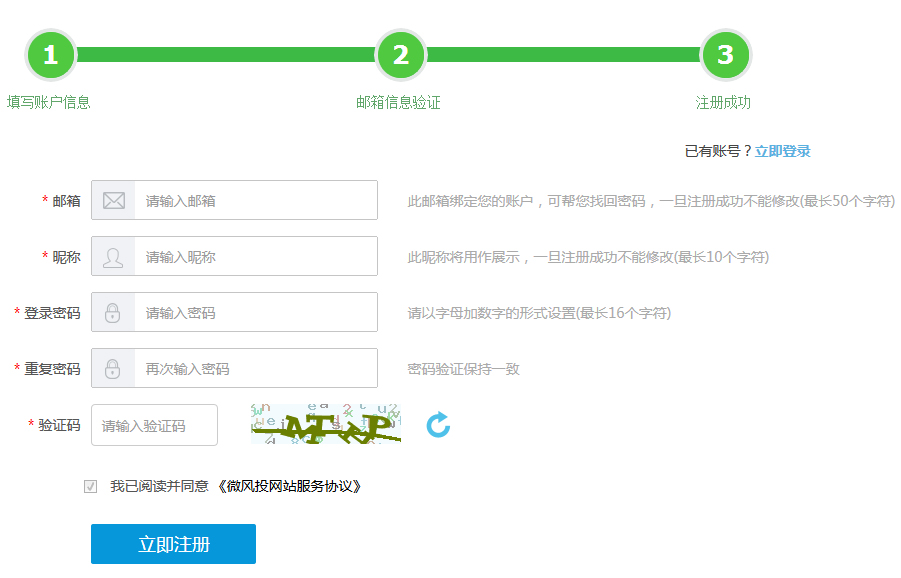 1 2 3
填写账户信息 邮箱信息验证 注册成功
已有账号？立即登录
* 邮箱 请输入邮箱 此邮箱绑定您的账户，可帮您找回密码，一旦注册成功不能修改(最长50个字符)
* 昵称 请输入昵称 此昵称将用作展示，一旦注册成功不能修改(最长10个字符)
* 登录密码 请输入密码 请以字母加数字的形式设置(最长16个字符)
* 重复密码 再次输入密码 密码验证保持一致
* 验证码 请输入验证码
我已阅读并同意 《微风投网站服务协议》
立即注册